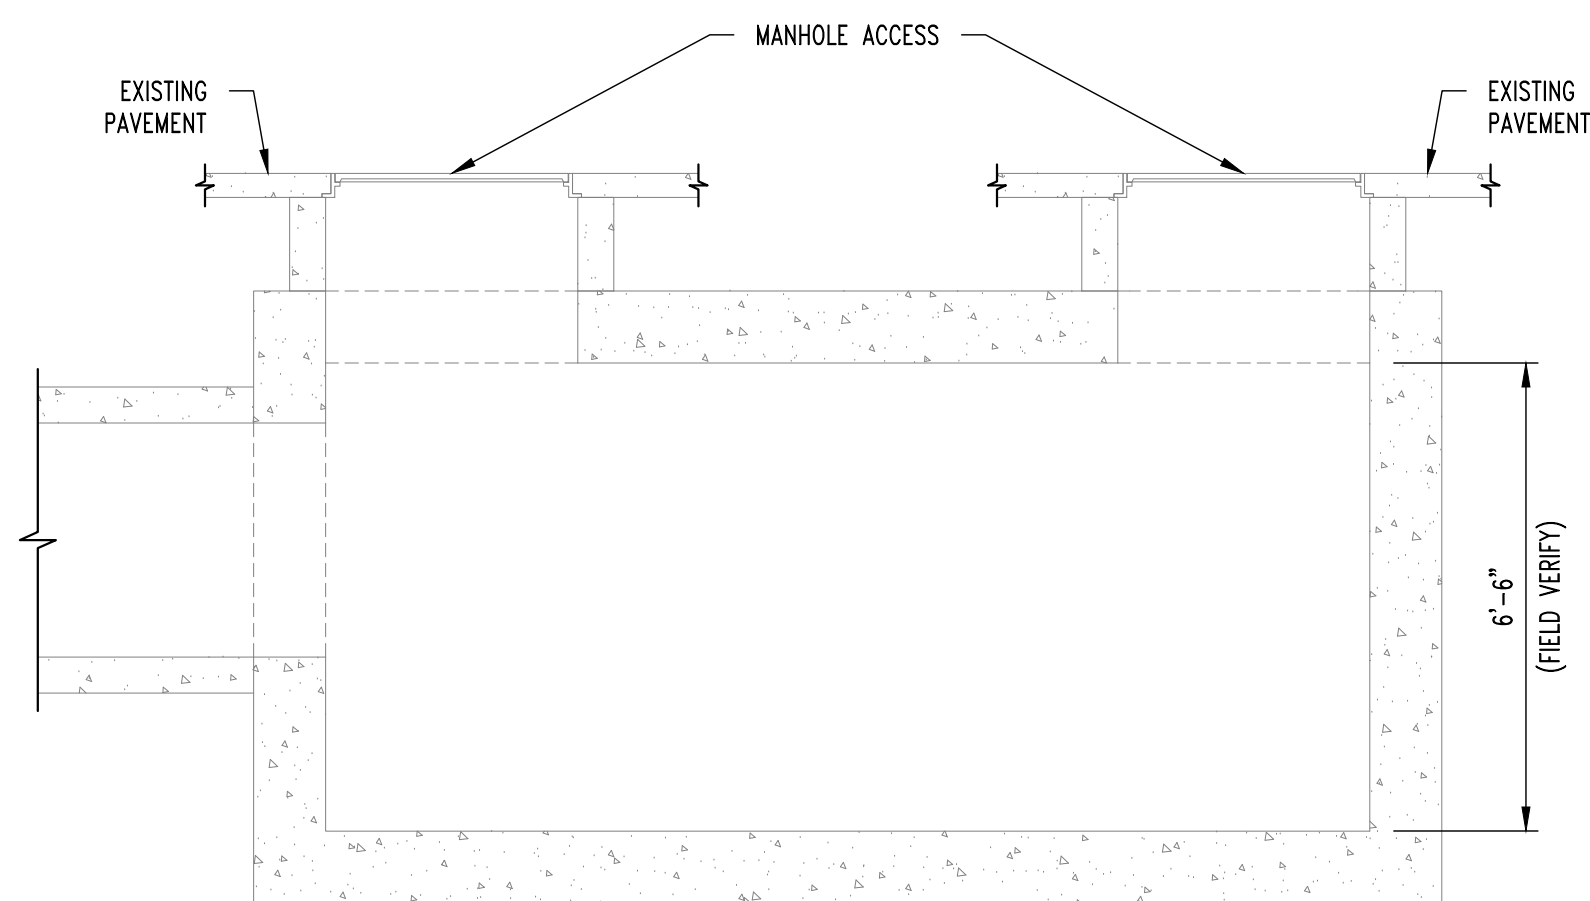 MANHOLE ACCESS
EXISTING
PAVEMENT
EXISTING
PAVEMENT
6'-6"
(FIELD VERIFY)